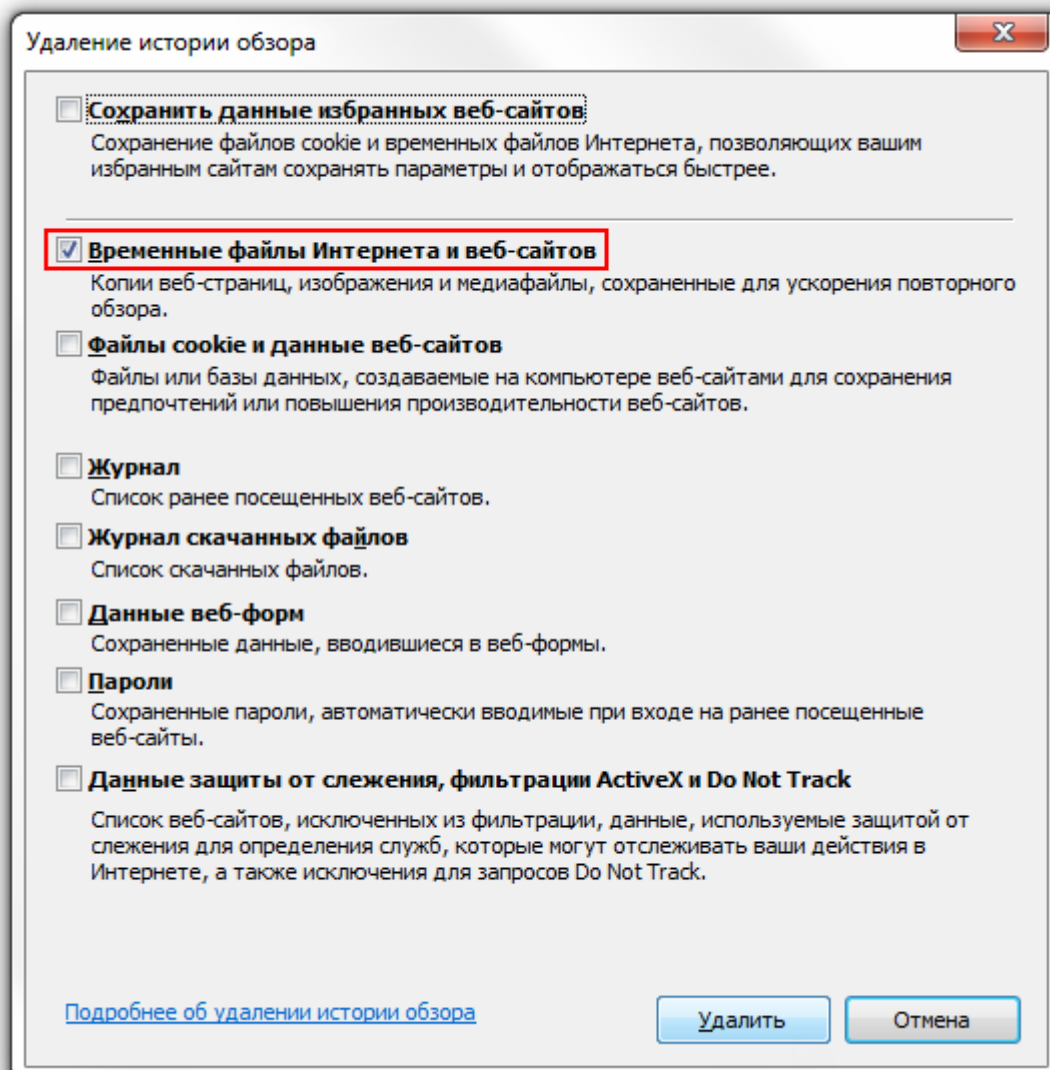 Удаление истории обзора
Сохранить данные избранных веб-сайтов
Сохранение файлов cookie и временных файлов Интернета, позволяющих вашим
избранным сайтам сохранять параметры и отображаться быстрее.
Временные файлы Интернета и веб-сайтов
Копии веб-страниц, изображения и медиафайлы, сохраненные для ускорения повторного
обзора.
Файлы cookie и данные веб-сайтов
Файлы или базы данных, создаваемые на компьютере веб-сайтами для сохранения
предпочтений или повышения производительности веб-сайтов.
Журнал
Список ранее посещенных веб-сайтов.
Журнал скачанных файлов
Список скачанных файлов.
Данные веб-форм
Сохраненные данные, вводившиеся в веб-формы.
Пароли
Сохраненные пароли, автоматически вводимые при входе на ранее посещенные
веб-сайты.
Данные защиты от слежения, фильтрации ActiveX и Do Not Track
Список веб-сайтов, исключенных из фильтрации, данные, используемые защитой от
слежения для определения служб, которые могут отслеживать ваши действия в
Интернете, а также исключения для запросов Do Not Track.
Подробнее об удалении истории обзора
Удалить
Отмена